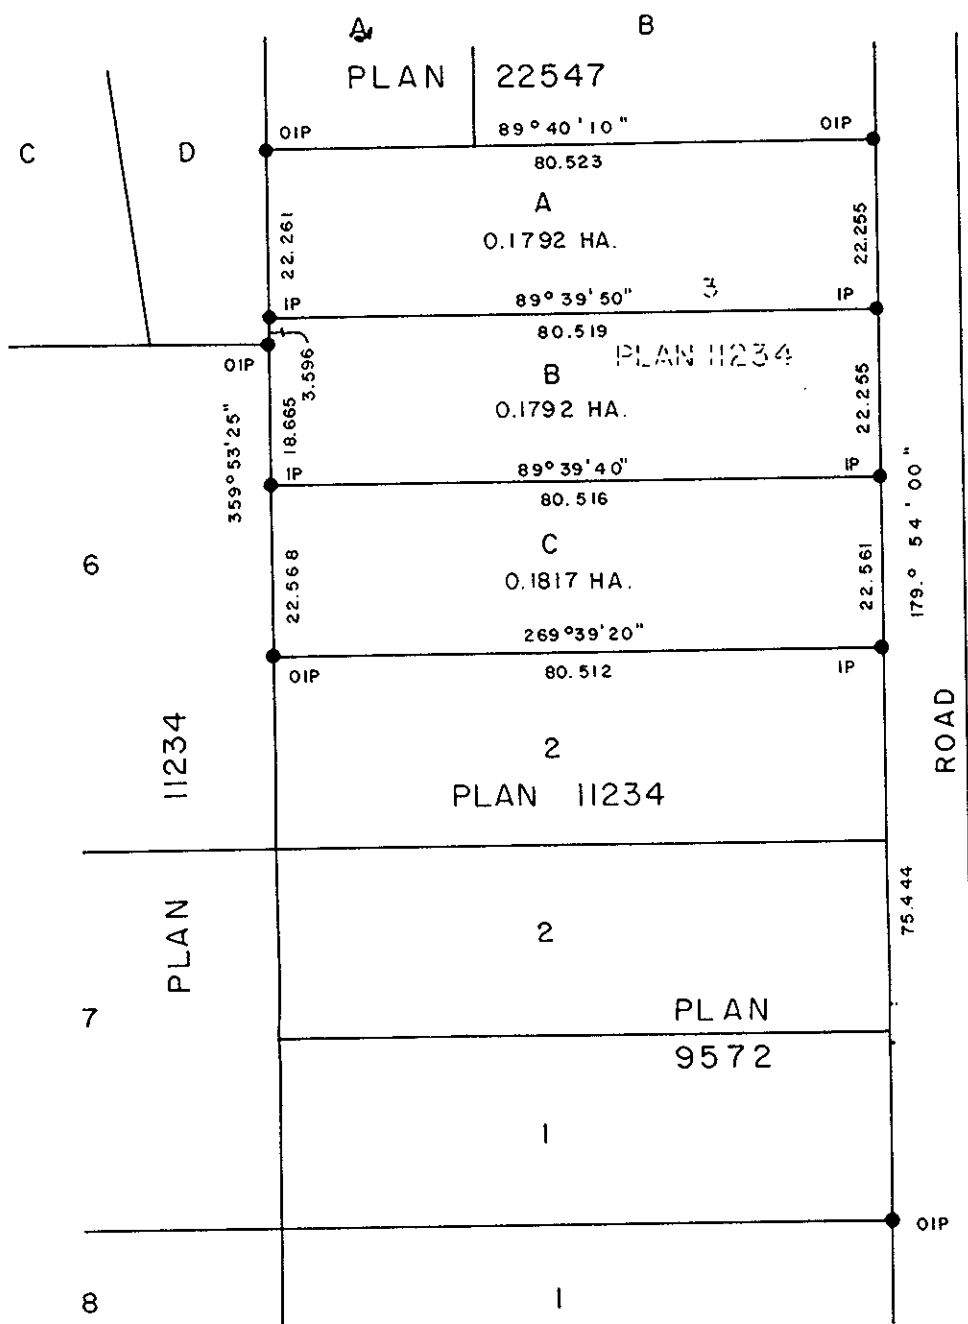 A B
PLAN 22547
OIP 89° 40' 10" OIP
C D
80.523
A
22.261 22.255
0.1792 HA.
3
IP 89° 39' 50" IP
80.519
PLAN 11234
OIP 3.596
B
0.1792 HA.
18.665 22.255
359° 53' 25"
IP 89° 39' 40" IP
80.516
179.° 54' 00"
C
6
22.568 22.561
0.1817 HA.
269° 39' 20"
OIP 80.512 IP
ROAD
2
PLAN 11234
PLAN 11234
75.444
2
7
PLAN
9572
1
OIP
8 1